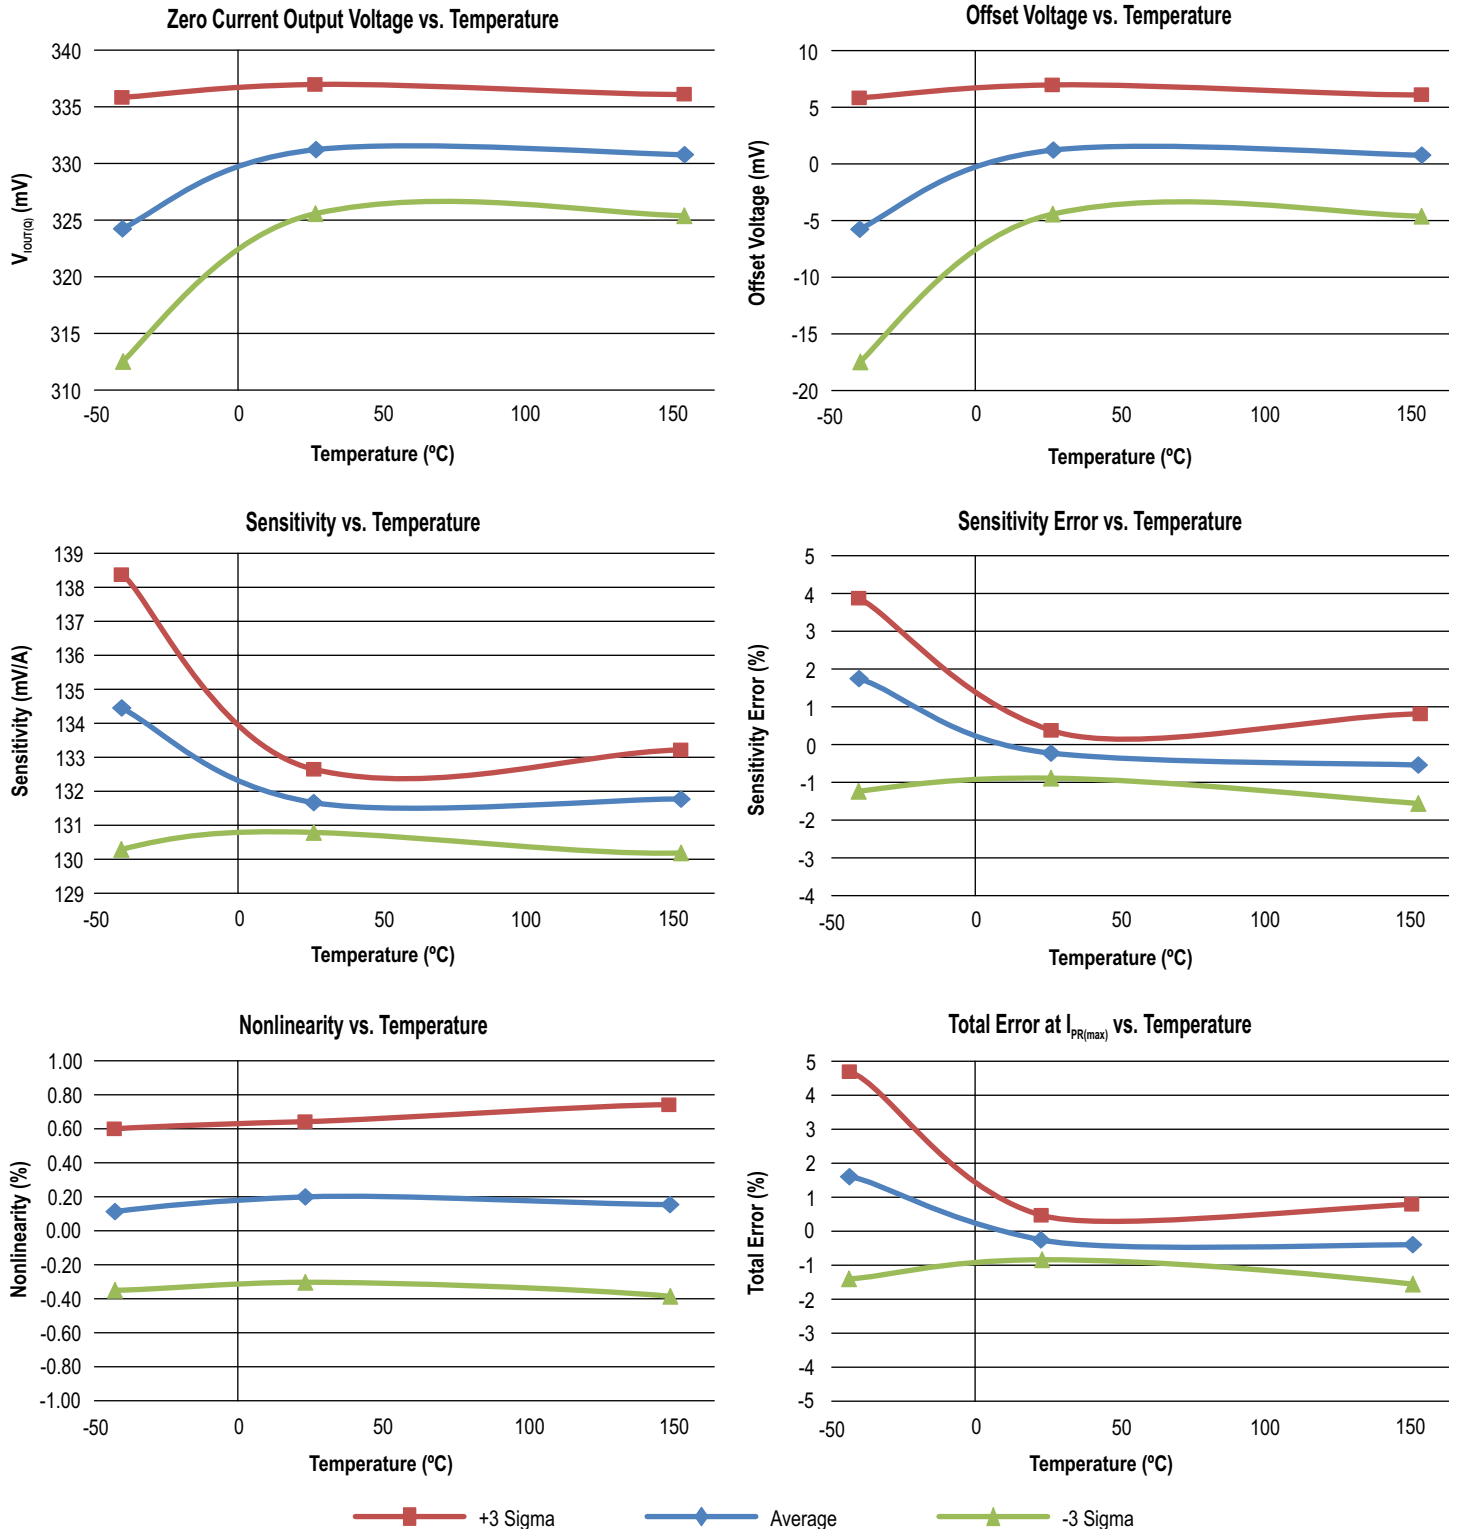 Zero Current Output Voltage vs. Temperature
340
335
330
325
320
315
310
V_IOUT(Q) (mV)
-50 0 50 100 150
Temperature (ºC)
Offset Voltage vs. Temperature
10
5
0
-5
-10
-15
-20
Offset Voltage (mV)
-50 0 50 100 150
Temperature (ºC)
Sensitivity vs. Temperature
139
138
137
136
135
134
133
132
131
130
129
Sensitivity (mV/A)
-50 0 50 100 150
Temperature (ºC)
Sensitivity Error vs. Temperature
5
4
3
2
1
0
-1
-2
-3
-4
Sensitivity Error (%)
-50 0 50 100 150
Temperature (ºC)
Nonlinearity vs. Temperature
1.00
0.80
0.60
0.40
0.20
0.00
-0.20
-0.40
-0.60
-0.80
-1.00
Nonlinearity (%)
-50 0 50 100 150
Temperature (ºC)
Total Error at I_PR(max) vs. Temperature
5
4
3
2
1
0
-1
-2
-3
-4
-5
Total Error (%)
-50 0 50 100 150
Temperature (ºC)
+3 Sigma Average -3 Sigma